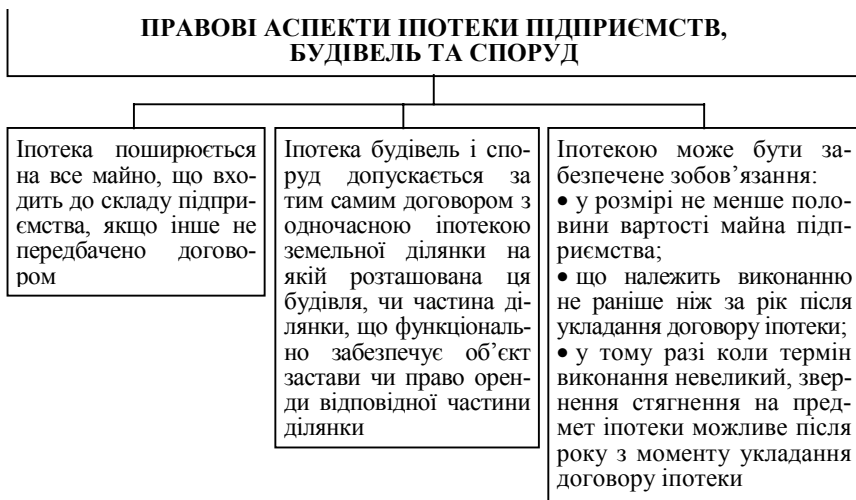 ПРАВОВІ АСПЕКТИ ІПОТЕКИ ПІДПРИЄМСТВ,
БУДІВЕЛЬ ТА СПОРУД
Іпотека поширюється
на все майно, що вхо-
дить до складу підпри-
ємства, якщо інше не
передбачено догово-
ром
Іпотека будівель і спо-
руд допускається за
тим самим договором з
одночасною іпотекою
земельної ділянки на
якій розташована ця
будівля, чи частина ді-
лянки, що функціональ-
но забезпечує об’єкт
застави чи право орен-
ди відповідної частини
ділянки
Іпотекою може бути за-
безпечене зобов’язання:
• у розмірі не менше поло-
вини вартості майна підп-
риємства;
• що належить виконанню
не раніше ніж за рік після
укладання договору іпотеки;
• у тому разі коли термін
виконання невеликий, звер-
нення стягнення на пред-
мет іпотеки можливе після
року з моменту укладання
договору іпотеки